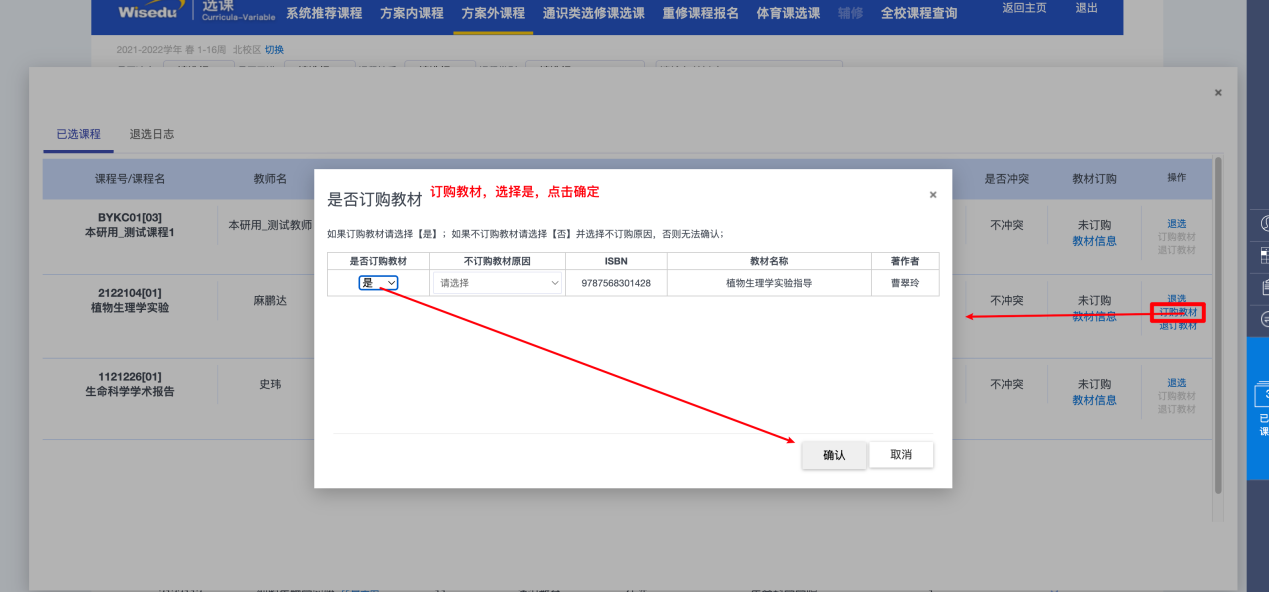 Wisedu 选课 Curricula-Variable 系统推荐课程 方案内课程 方案外课程 通识类选修课选课 重修课程报名 体育课选课 辅修 全校课程查询 返回主页 退出
2021-2022学年 春 1-16周 北校区 切换
×
已选课程 退选日志
课程号/课程名 教师名 是否冲突 教材订购 操作
是否订购教材 订购教材，选择是，点击确定 ×
BYKC01[03]
本研用_测试课程1
本研用_测试教师
不冲突
未订购
教材信息
退选
订购教材
退订教材
如果订购教材请选择【是】；如果不订购教材请选择【否】并选择不订购原因，否则无法确认；
是否订购教材 不订购教材原因 ISBN 教材名称 著作者
是 请选择 9787568301428 植物生理学实验指导 曹翠玲
2122104[01]
植物生理学实验
麻鹏达
不冲突
未订购
教材信息
退选
订购教材
退订教材
1121226[01]
生命科学学术报告
史玮
不冲突
未订购
教材信息
退选
订购教材
退订教材
确认 取消